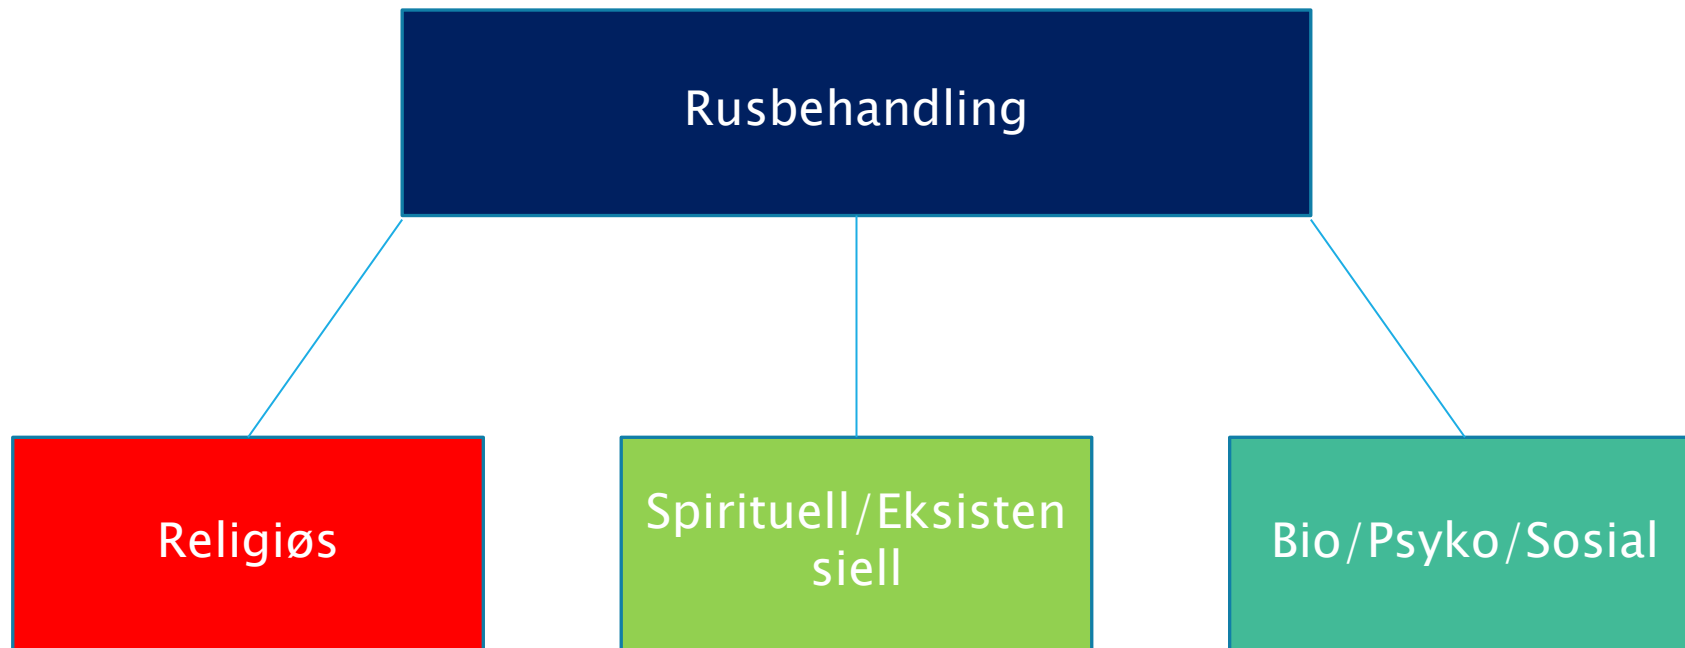 Rusbehandling
Religiøs
Spirituell/Eksisten
siell
Bio/Psyko/Sosial